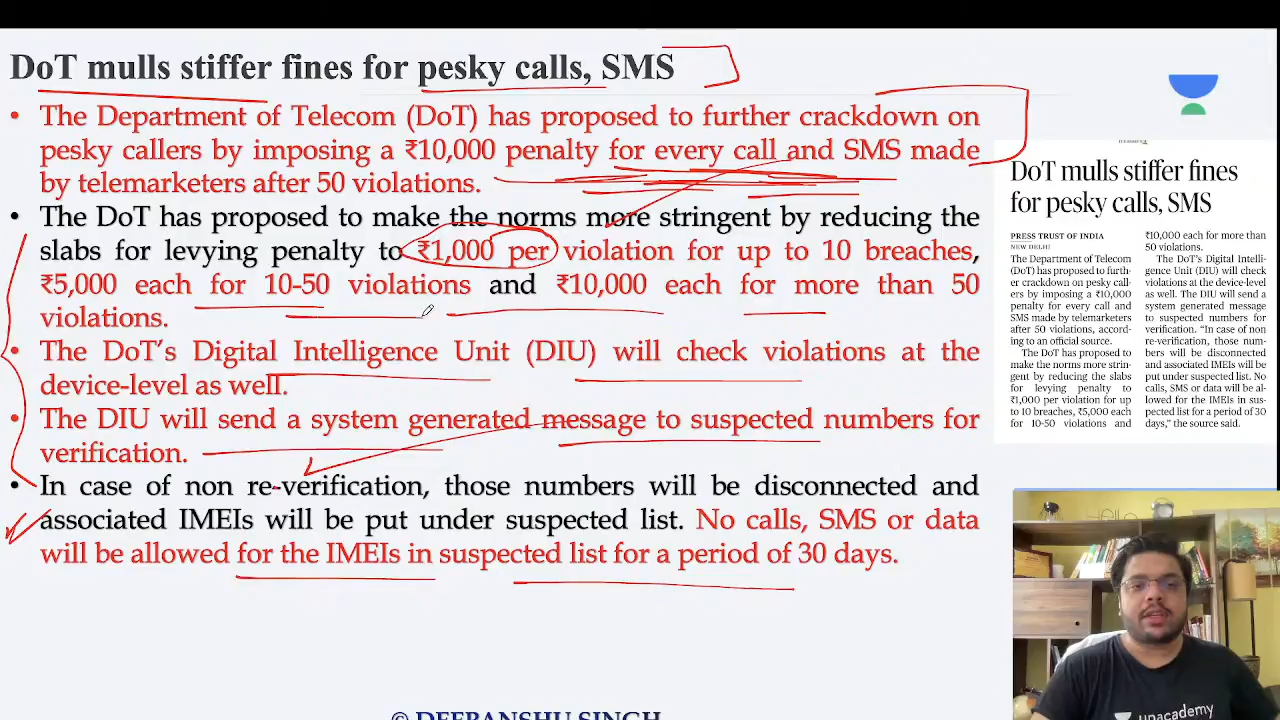 DoT mulls stiffer fines for pesky calls, SMS
• The Department of Telecom (DoT) has proposed to further crackdown on
pesky callers by imposing a ₹10,000 penalty for every call and SMS made
by telemarketers after 50 violations.
• The DoT has proposed to make the norms more stringent by reducing the
slabs for levying penalty to ₹1,000 per violation for up to 10 breaches,
₹5,000 each for 10-50 violations and ₹10,000 each for more than 50
violations.
• The DoT’s Digital Intelligence Unit (DIU) will check violations at the
device-level as well.
• The DIU will send a system generated message to suspected numbers for
verification.
• In case of non re-verification, those numbers will be disconnected and
associated IMEIs will be put under suspected list. No calls, SMS or data
will be allowed for the IMEIs in suspected list for a period of 30 days.
© DEEPANSHU SINGH
DoT mulls stiffer fines
for pesky calls, SMS
PRESS TRUST OF INDIA
NEW DELHI
The Department of Telecom
(DoT) has proposed to furth-
er crackdown on pesky call-
ers by imposing a ₹10,000
penalty for every call and
SMS made by telemarketers
after 50 violations, accord-
ing to an official source.
The DoT has proposed to
make the norms more strin-
gent by reducing the slabs
for levying penalty to
₹1,000 per violation for up
to 10 breaches, ₹5,000 each
for 10-50 violations and
₹10,000 each for more than
50 violations.
The DoT's Digital Intelli-
gence Unit (DIU) will check
violations at the device-level
as well. The DIU will send a
system generated message
to suspected numbers for
verification. “In case of non
re-verification, those num-
bers will be disconnected
and associated IMEIs will be
put under suspected list. No
calls, SMS or data will be al-
lowed for the IMEIs in sus-
pected list for a period of 30
days,” the source said.
unacademy